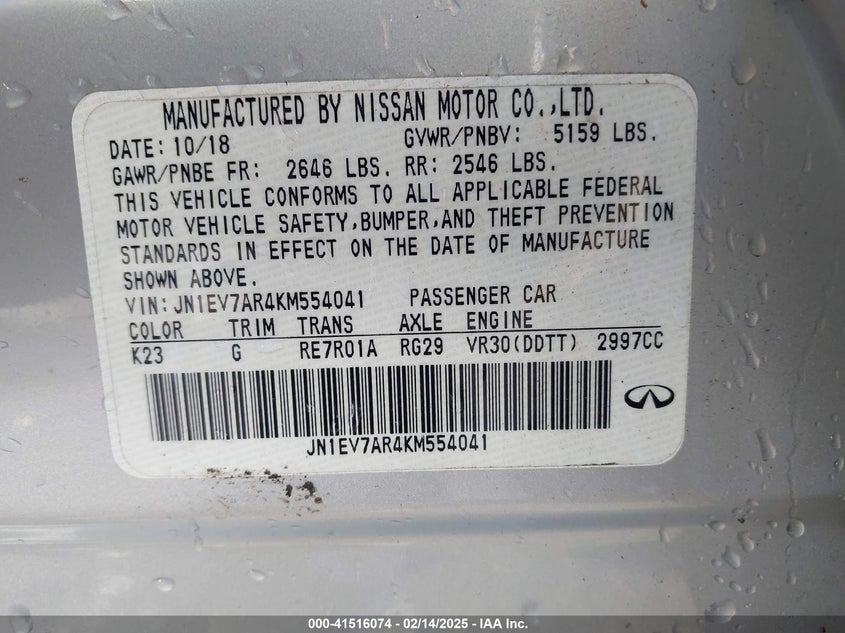 MANUFACTURED BY NISSAN MOTOR CO.,LTD.
DATE: 10/18 GVWR/PNBV: 5159 LBS.
GAWR/PNBE FR: 2646 LBS. RR: 2546 LBS.
THIS VEHICLE CONFORMS TO ALL APPLICABLE FEDERAL
MOTOR VEHICLE SAFETY,BUMPER,AND THEFT PREVENTION
STANDARDS IN EFFECT ON THE DATE OF MANUFACTURE
SHOWN ABOVE.
VIN: JN1EV7AR4KM554041 PASSENGER CAR
COLOR TRIM TRANS AXLE ENGINE
K23 G RE7R01A RG29 VR30(DDTT) 2997CC
JN1EV7AR4KM554041
000-41516074 - 02/14/2025 - IAA Inc.